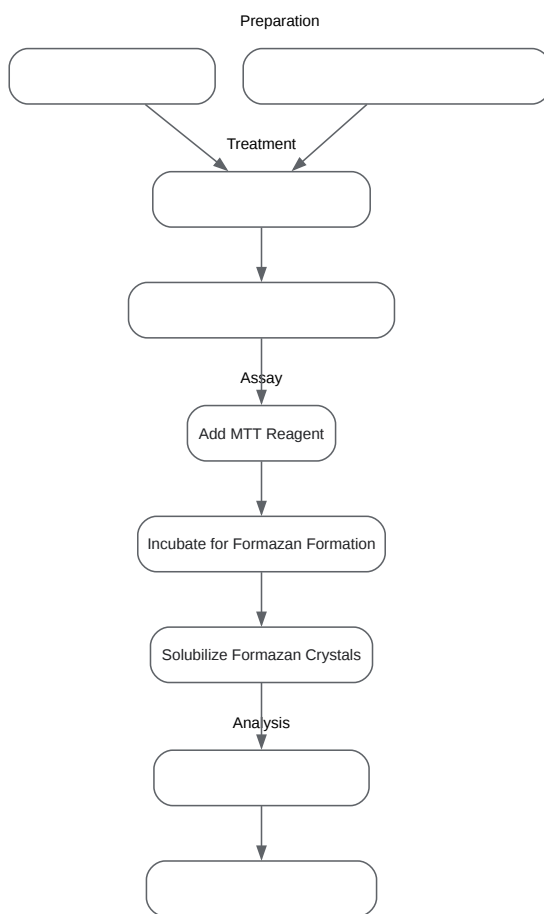 Preparation
Treatment
Assay
Add MTT Reagent
Incubate for Formazan Formation
Solubilize Formazan Crystals
Analysis